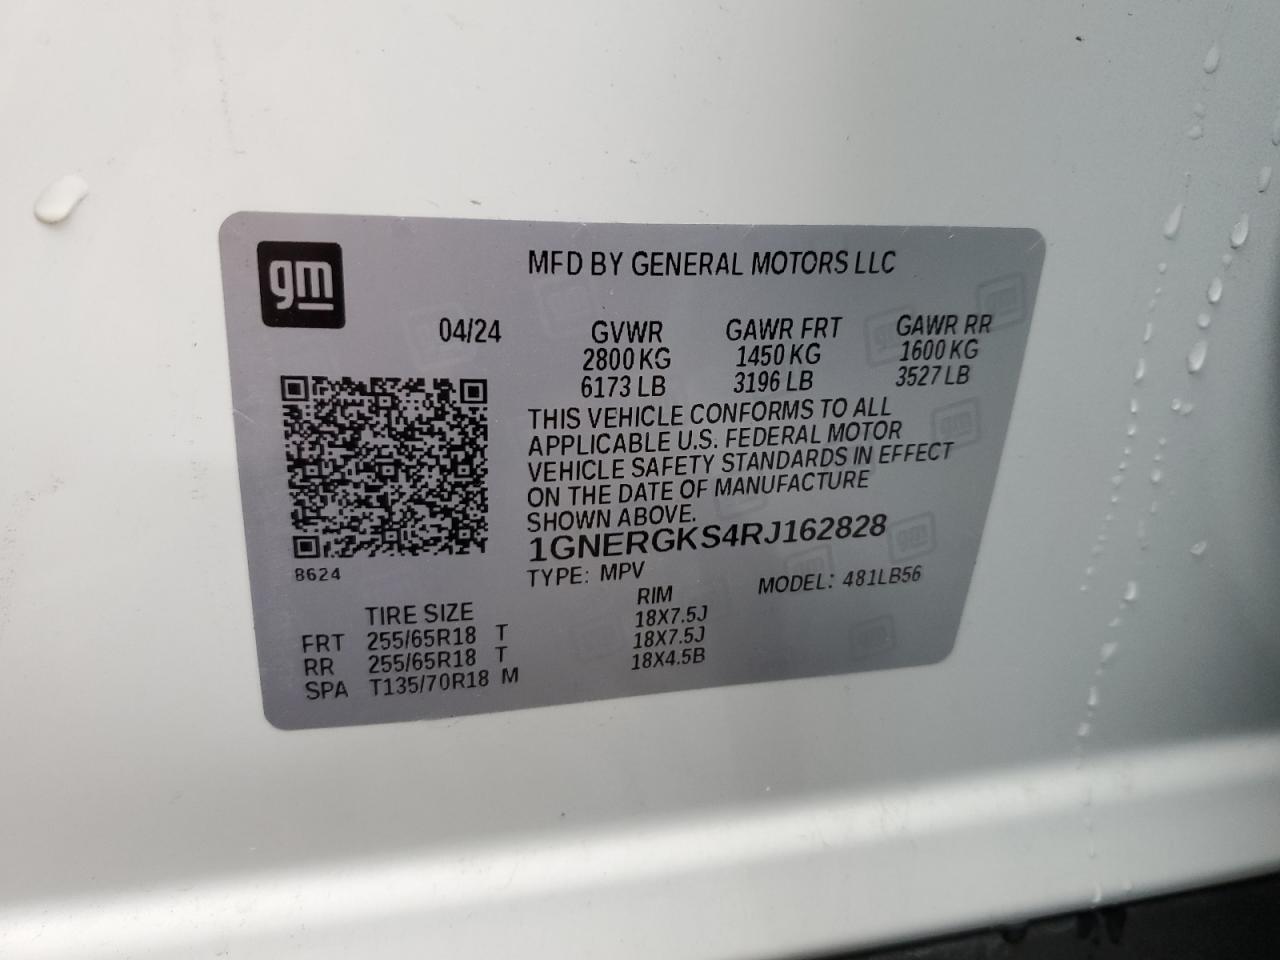 gm
MFD BY GENERAL MOTORS LLC
04/24 GVWR GAWR FRT GAWR RR
2800 KG 1450 KG 1600 KG
6173 LB 3196 LB 3527 LB
THIS VEHICLE CONFORMS TO ALL
APPLICABLE U.S. FEDERAL MOTOR
VEHICLE SAFETY STANDARDS IN EFFECT
ON THE DATE OF MANUFACTURE
SHOWN ABOVE.
1GNERGKS4RJ162828
8624
TYPE: MPV MODEL: 481LB56
TIRE SIZE RIM
FRT 255/65R18 T 18X7.5J
RR 255/65R18 T 18X7.5J
SPA T135/70R18 M 18X4.5B